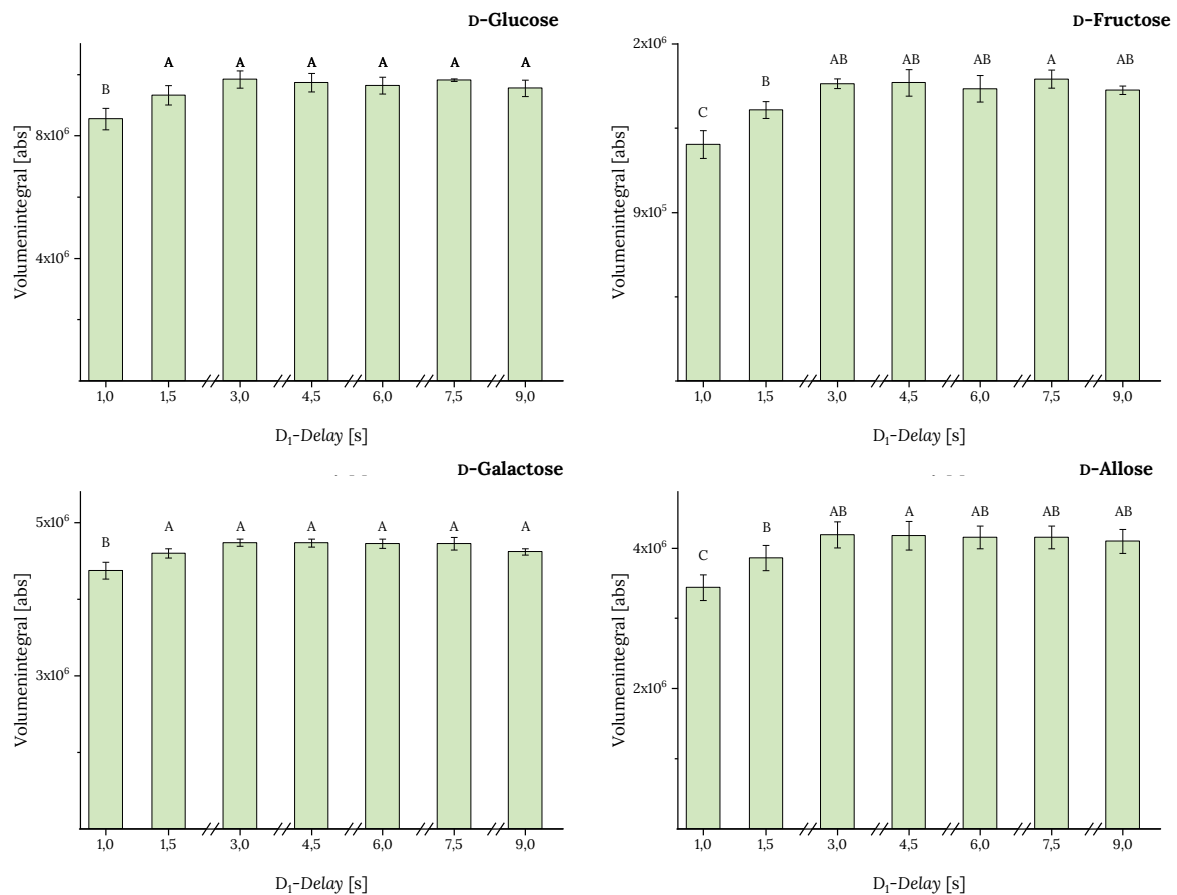 D-Glucose
Volumenintegral [abs]
8x10⁶
4x10⁶
B A A A A A A
1,0 1,5 3,0 4,5 6,0 7,5 9,0
D₁-Delay [s]
D-Fructose
Volumenintegral [abs]
2x10⁶
9x10⁵
C B AB AB AB A AB
1,0 1,5 3,0 4,5 6,0 7,5 9,0
D₁-Delay [s]
D-Galactose
Volumenintegral [abs]
5x10⁶
3x10⁶
B A A A A A A
1,0 1,5 3,0 4,5 6,0 7,5 9,0
D₁-Delay [s]
D-Allose
Volumenintegral [abs]
4x10⁶
2x10⁶
C B AB A AB AB AB
1,0 1,5 3,0 4,5 6,0 7,5 9,0
D₁-Delay [s]